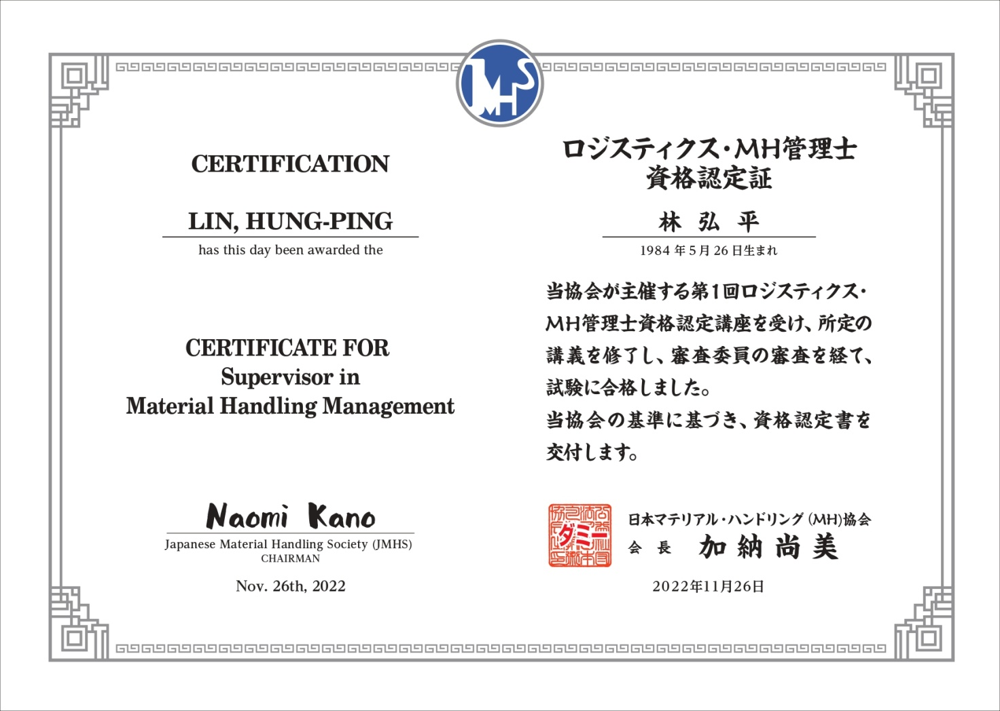 JMHS
CERTIFICATION
LIN, HUNG-PING
has this day been awarded the
CERTIFICATE FOR
Supervisor in
Material Handling Management
Naomi Kano
Japanese Material Handling Society (JMHS)
CHAIRMAN
Nov. 26th, 2022
ロジスティクス・MH管理士
資格認定証
林 弘 平
1984 年 5 月 26 日生まれ
当協会が主催する第1回ロジスティクス・
MH管理士資格認定講座を受け、所定の
講義を修了し、審査委員の審査を経て、
試験に合格しました。
当協会の基準に基づき、資格認定書を
交付します。
ダミー
日本マテリアル・ハンドリング (MH)協会
会 長 加 納 尚 美
2022年11月26日